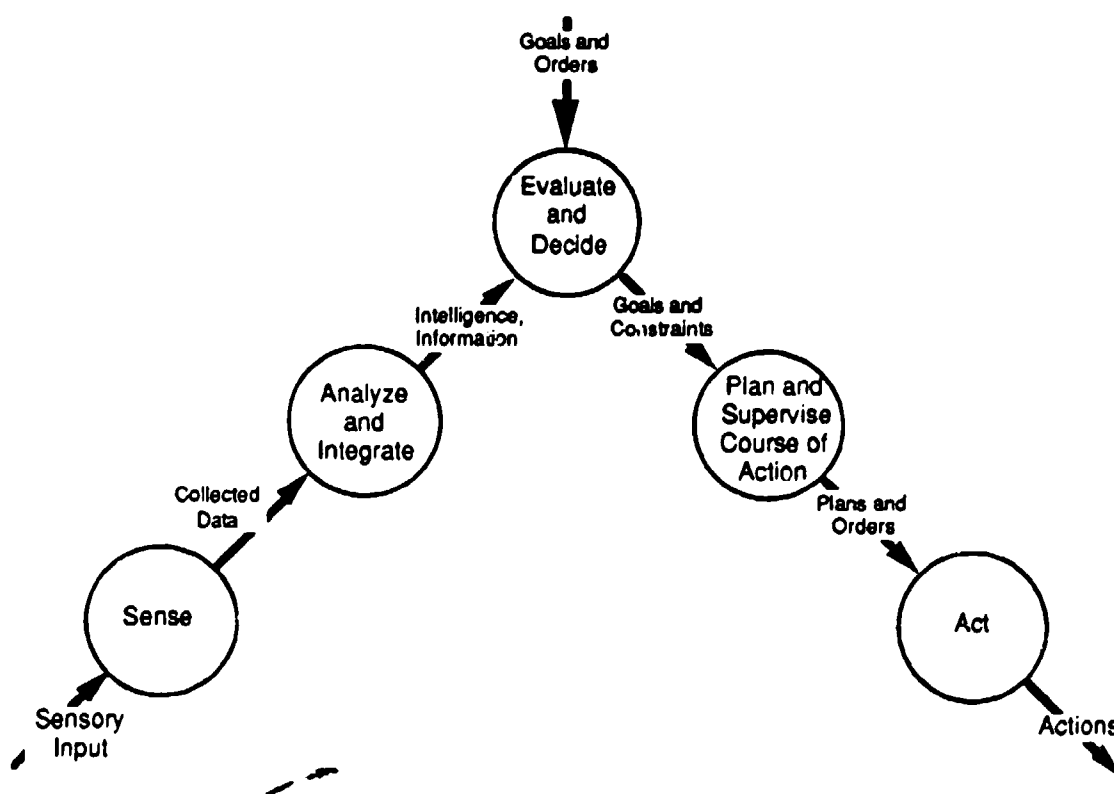 Goals and
Orders
Evaluate
and
Decide
Intelligence,
Information
Goals and
Constraints
Analyze
and
Integrate
Plan and
Supervise
Course of
Action
Collected
Data
Plans and
Orders
Sense
Act
Sensory
Input
Actions